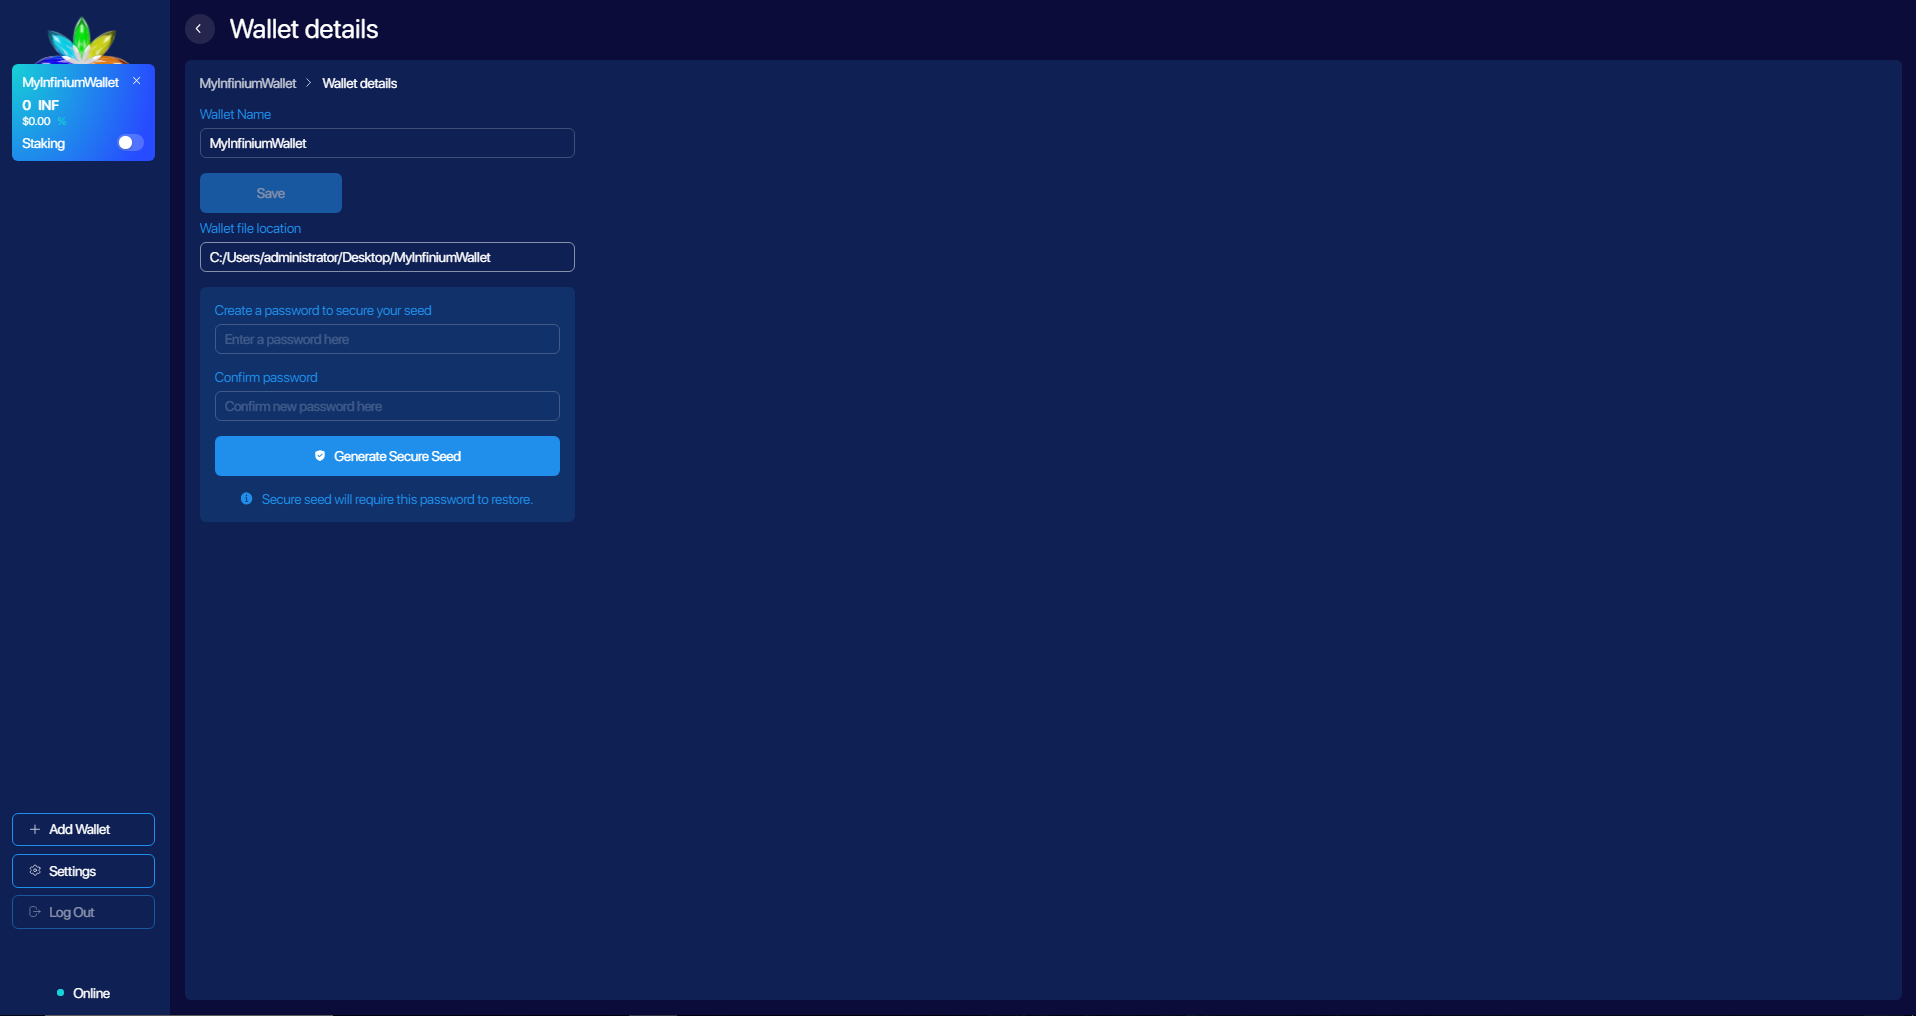 Wallet details
MyInfiniumWallet
0 INF
$0.00 %
Staking
MyInfiniumWallet > Wallet details
Wallet Name
MyInfiniumWallet
Save
Wallet file location
C:/Users/administrator/Desktop/MyInfiniumWallet
Create a password to secure your seed
Enter a password here
Confirm password
Confirm new password here
Generate Secure Seed
Secure seed will require this password to restore.
Add Wallet
Settings
Log Out
Online